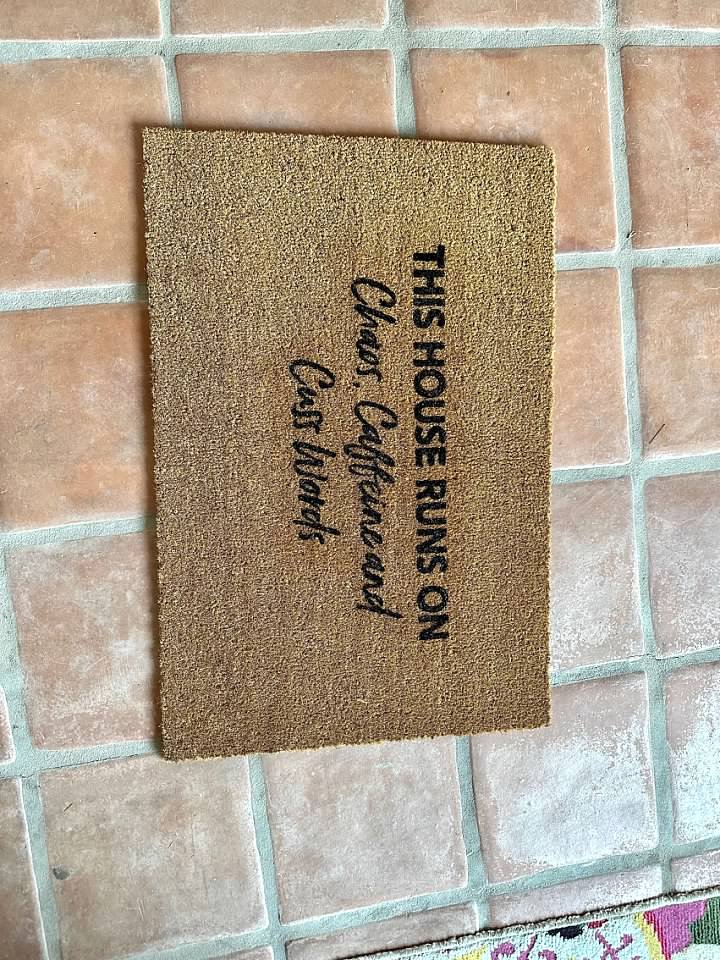 THIS HOUSE RUNS ON
Chaos, Caffeine and
Cuss Words